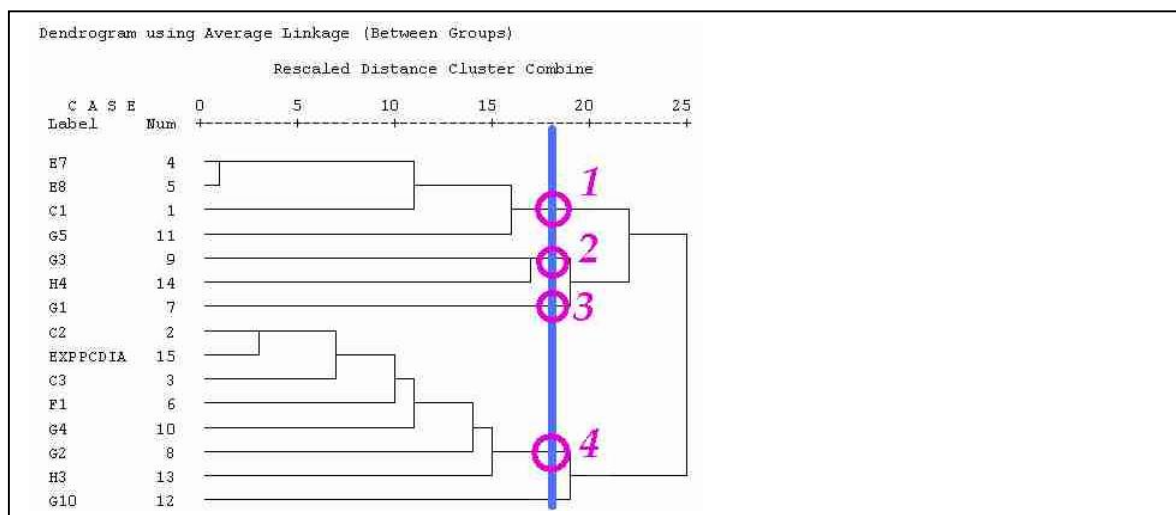 Dendrogram using Average Linkage (Between Groups)
Rescaled Distance Cluster Combine
C A S E 0 5 10 15 20 25
Label Num +---------+---------+---------+---------+---------+
E7 4
E8 5
C1 1
G5 11
G3 9
H4 14
G1 7
C2 2
EXPPCDIA 15
C3 3
F1 6
G4 10
G2 8
H3 13
G10 12
1
2
3
4